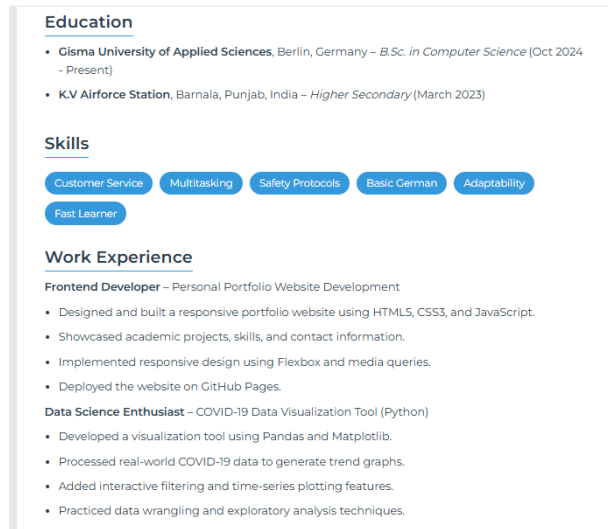 Education
• Gisma University of Applied Sciences, Berlin, Germany – B.Sc. in Computer Science (Oct 2024
- Present)
• K.V Airforce Station, Barnala, Punjab, India – Higher Secondary (March 2023)
Skills
Customer Service Multitasking Safety Protocols Basic German Adaptability
Fast Learner
Work Experience
Frontend Developer – Personal Portfolio Website Development
• Designed and built a responsive portfolio website using HTML5, CSS3, and JavaScript.
• Showcased academic projects, skills, and contact information.
• Implemented responsive design using Flexbox and media queries.
• Deployed the website on GitHub Pages.
Data Science Enthusiast – COVID-19 Data Visualization Tool (Python)
• Developed a visualization tool using Pandas and Matplotlib.
• Processed real-world COVID-19 data to generate trend graphs.
• Added interactive filtering and time-series plotting features.
• Practiced data wrangling and exploratory analysis techniques.